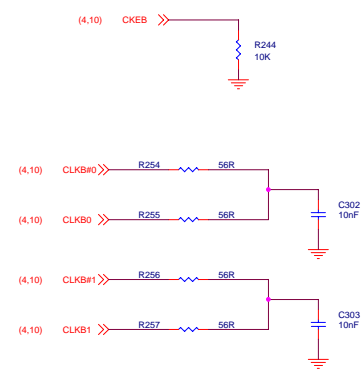 (4,10) CKEB
R244
10K
(4,10) CLKB#0 R254 56R
C302
10nF
(4,10) CLKB0 R255 56R
(4,10) CLKB#1 R256 56R
C303
10nF
(4,10) CLKB1 R257 56R